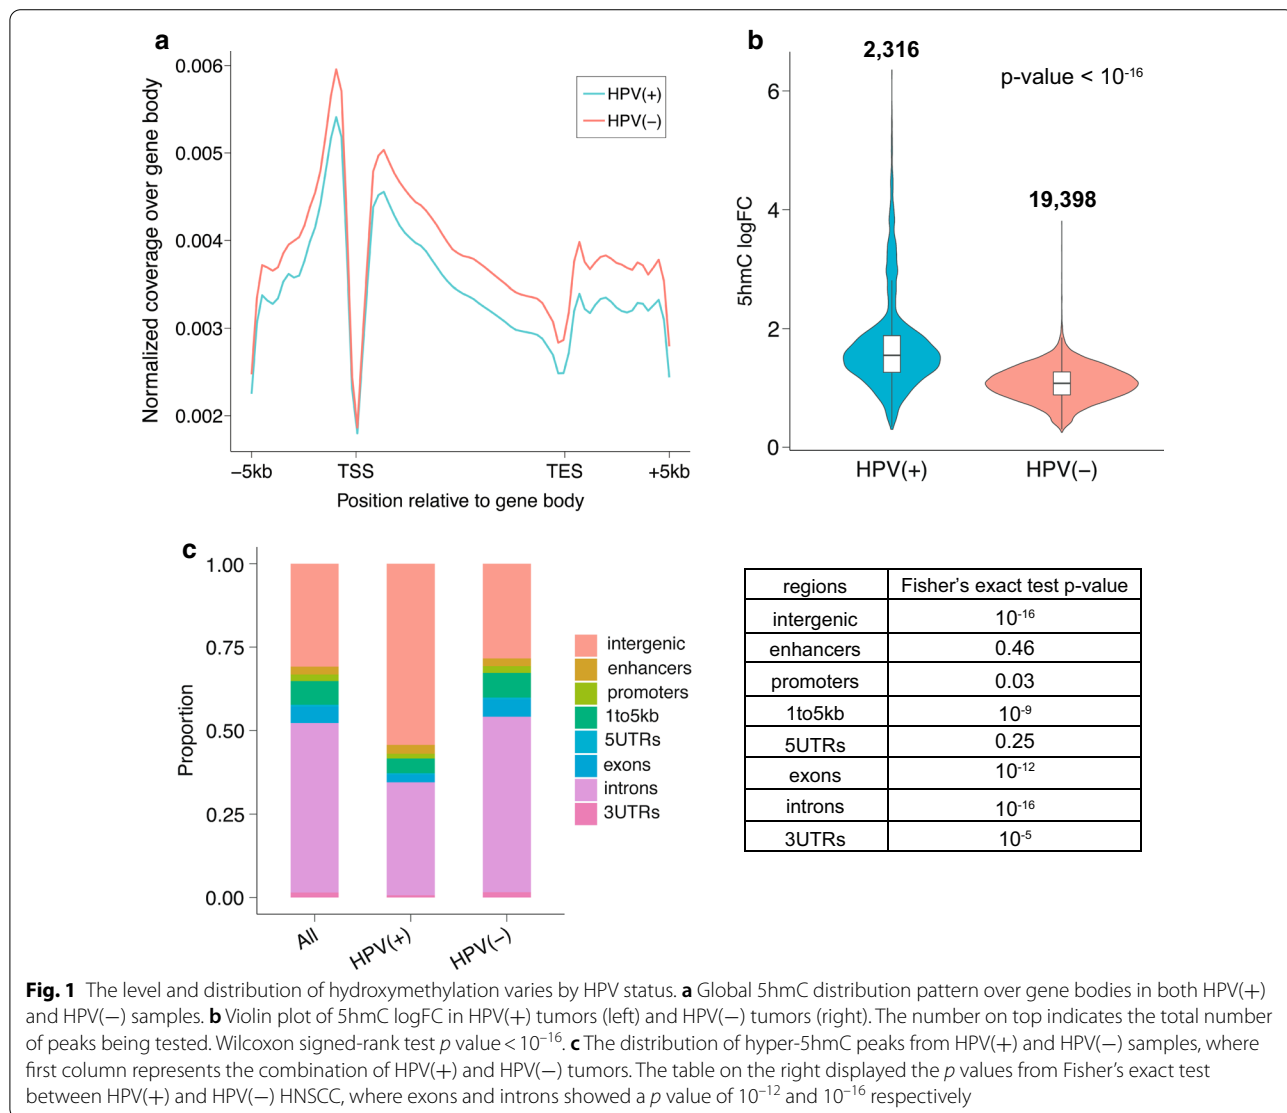 a
0.006
0.005
0.004
0.003
0.002
Normalized coverage over gene body
HPV(+)
HPV(−)
−5kb TSS TES +5kb
Position relative to gene body
b
2,316
p-value < 10⁻¹⁶
19,398
6
4
2
0
5hmC logFC
HPV(+) HPV(−)
c
1.00
0.75
0.50
0.25
0.00
Proportion
All HPV(+) HPV(−)
intergenic
enhancers
promoters
1to5kb
5UTRs
exons
introns
3UTRs
regions Fisher's exact test p-value
intergenic 10⁻¹⁶
enhancers 0.46
promoters 0.03
1to5kb 10⁻⁹
5UTRs 0.25
exons 10⁻¹²
introns 10⁻¹⁶
3UTRs 10⁻⁵
Fig. 1 The level and distribution of hydroxymethylation varies by HPV status. a Global 5hmC distribution pattern over gene bodies in both HPV(+)
and HPV(−) samples. b Violin plot of 5hmC logFC in HPV(+) tumors (left) and HPV(−) tumors (right). The number on top indicates the total number
of peaks being tested. Wilcoxon signed-rank test p value < 10⁻¹⁶. c The distribution of hyper-5hmC peaks from HPV(+) and HPV(−) samples, where
first column represents the combination of HPV(+) and HPV(−) tumors. The table on the right displayed the p values from Fisher's exact test
between HPV(+) and HPV(−) HNSCC, where exons and introns showed a p value of 10⁻¹² and 10⁻¹⁶ respectively